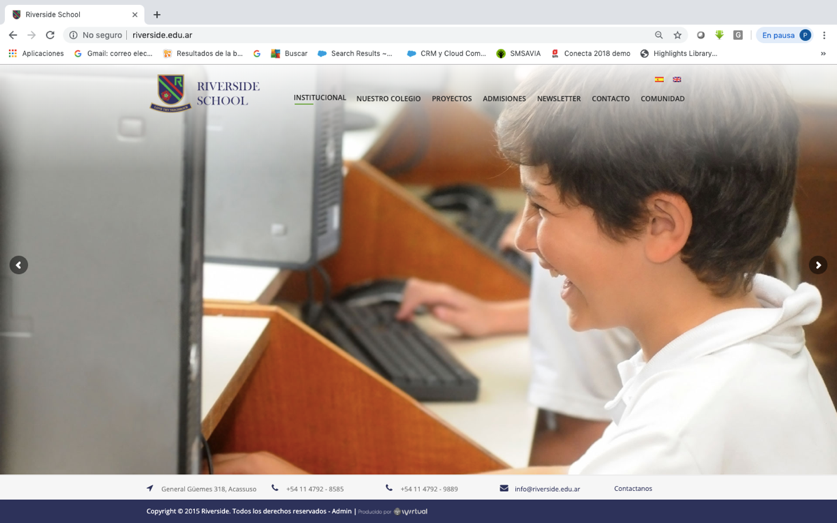 Riverside School
No seguro | riverside.edu.ar
En pausa P
Aplicaciones Gmail: correo elec... Resultados de la b... Buscar Search Results ~... CRM y Cloud Com... SMSAVIA Conecta 2018 demo Highlights Library... »
RIVERSIDE
SCHOOL
INSTITUCIONAL NUESTRO COLEGIO PROYECTOS ADMISIONES NEWSLETTER CONTACTO COMUNIDAD
General Güemes 318, Acassuso +54 11 4792 - 8585 +54 11 4792 - 9889 info@riverside.edu.ar Contactanos
Copyright © 2015 Riverside. Todos los derechos reservados - Admin | Producido por wyirtual